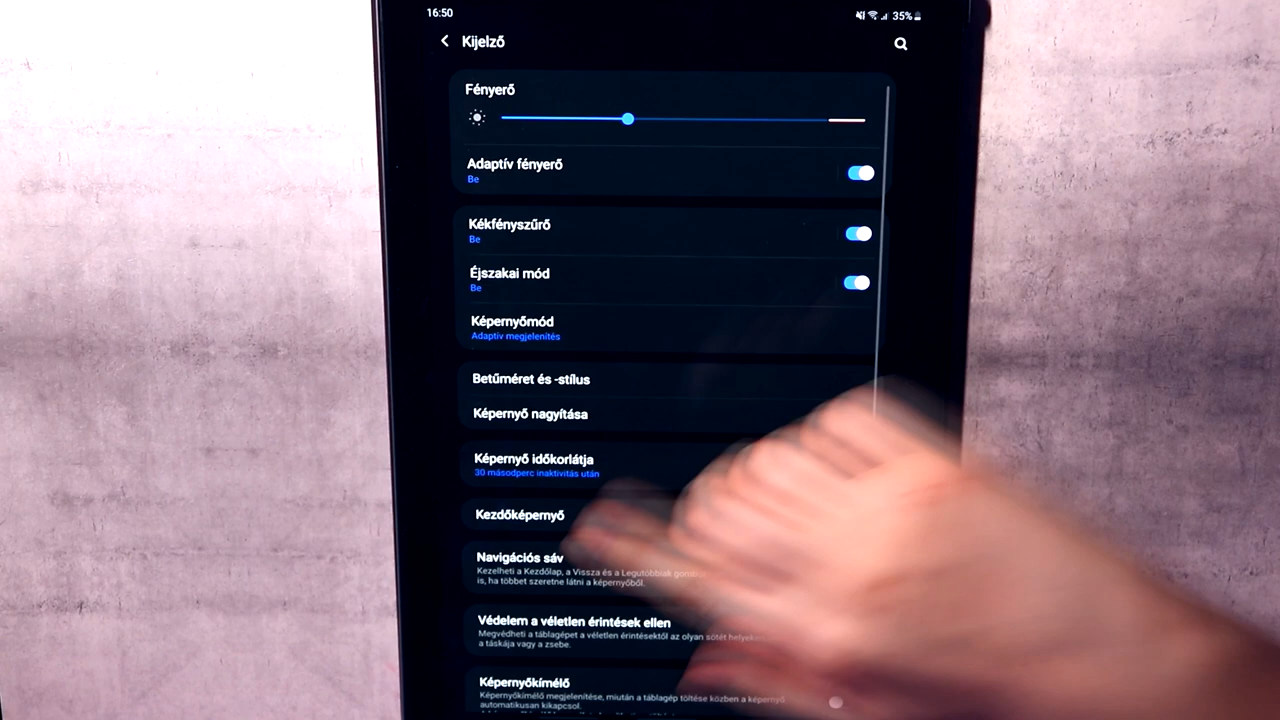 16:50
35%
Kijelző
Fényerő
Adaptív fényerő
Be
Kékfényszűrő
Be
Éjszakai mód
Be
Képernyőmód
Adaptív megjelenítés
Betűméret és -stílus
Képernyő nagyítása
Képernyő időkorlátja
30 másodperc inaktivitás után
Kezdőképernyő
Navigációs sáv
Kezelheti a Kezdőlap, a Vissza és a Legutóbbiak
is, ha többet szeretne látni a képernyőből.
Védelem a véletlen érintések ellen
Megvédheti a táblagépet a véletlen érintésektől az olyan sötét
a táskája vagy a zsebe.
Képernyőkímélő
Képernyőkímélő megjelenítése, miután a táblagép töltése közben a képernyő
automatikusan kikapcsol.